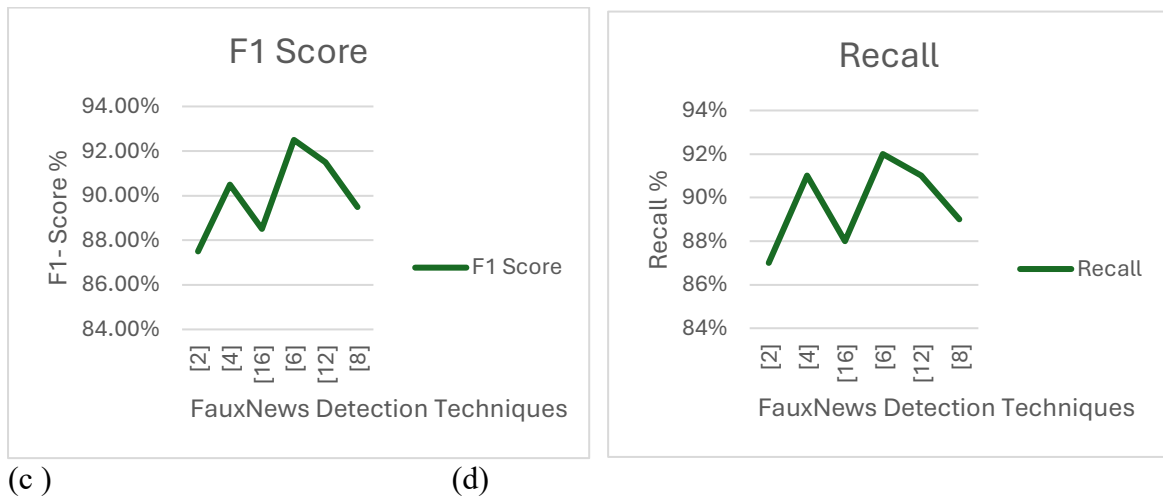 F1 Score
94.00%
92.00%
90.00%
88.00%
86.00%
84.00%
F1- Score %
[2]
[4]
[16]
[6]
[12]
[8]
FauxNews Detection Techniques
F1 Score
Recall
94%
92%
90%
88%
86%
84%
Recall %
[2]
[4]
[16]
[6]
[12]
[8]
FauxNews Detection Techniques
Recall
(c )
(d)